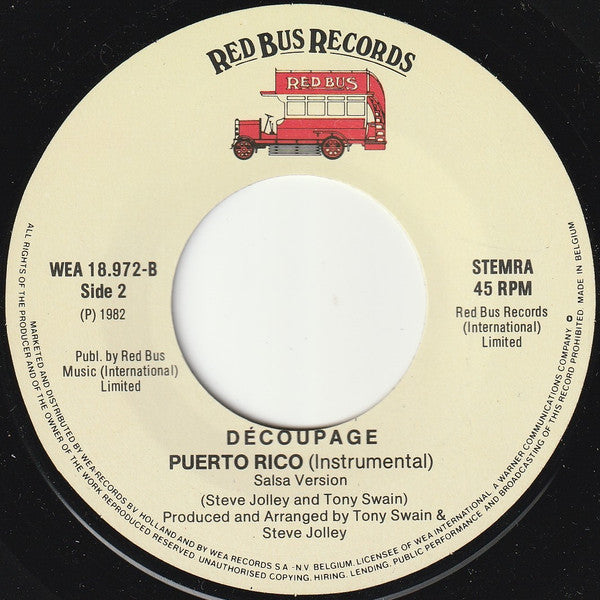 RED BUS RECORDS
RED BUS
WEA 18.972-B
Side 2
(P) 1982
Publ. by Red Bus
Music (International)
Limited
STEMRA
45 RPM
Red Bus Records
(International)
Limited
DÉCOUPAGE
PUERTO RICO (Instrumental)
Salsa Version
(Steve Jolley and Tony Swain)
Produced and Arranged by Tony Swain &
Steve Jolley
ALL RIGHTS OF THE PRODUCER AND OF THE OWNER OF THE WORK REPRODUCED RESERVED. UNAUTHORISED COPYING. HIRING. LENDING. PUBLIC PERFORMANCE AND BROADCASTING OF THIS RECORD PROHIBITED MADE IN BELGIUM
MARKETED AND DISTRIBUTED BY WEA RECORDS BV HOLLAND AND BY WEA RECORDS S.A.-N.V. BELGIUM. LICENSEE OF WEA INTERNATIONAL A WARNER COMMUNICATIONS COMPANY